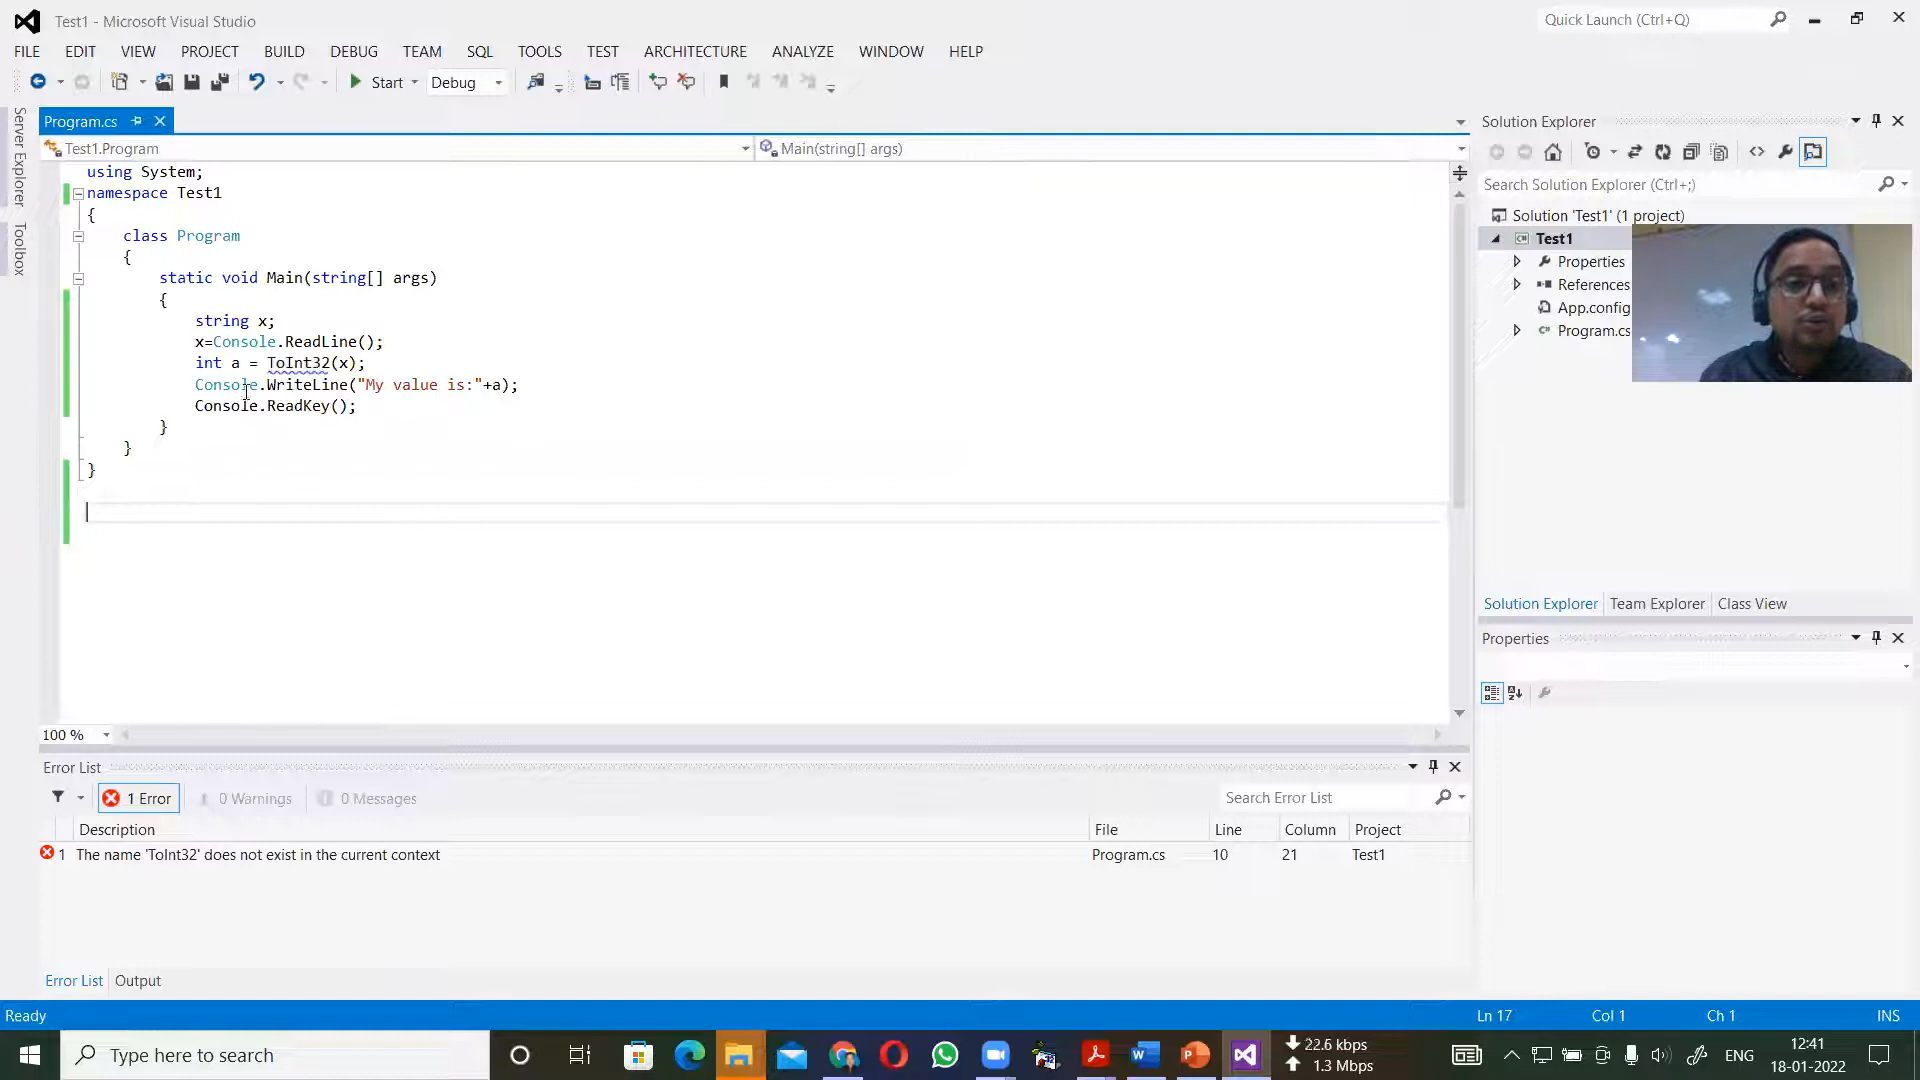 Test1 - Microsoft Visual Studio
Quick Launch (Ctrl+Q)
FILE EDIT VIEW PROJECT BUILD DEBUG TEAM SQL TOOLS TEST ARCHITECTURE ANALYZE WINDOW HELP
Start Debug
Server Explorer
Toolbox
Program.cs
Test1.Program
Main(string[] args)
using System;
namespace Test1
{
class Program
{
static void Main(string[] args)
{
string x;
x=Console.ReadLine();
int a = ToInt32(x);
Console.WriteLine("My value is:"+a);
Console.ReadKey();
}
}
}
100 %
Solution Explorer
Search Solution Explorer (Ctrl+;)
Solution 'Test1' (1 project)
Test1
Properties
References
App.config
Program.cs
Solution Explorer Team Explorer Class View
Properties
Error List
1 Error 0 Warnings 0 Messages
Search Error List
Description File Line Column Project
1 The name 'ToInt32' does not exist in the current context Program.cs 10 21 Test1
Error List Output
Ready
Ln 17 Col 1 Ch 1 INS
Type here to search
22.6 kbps
1.3 Mbps
ENG
12:41
18-01-2022